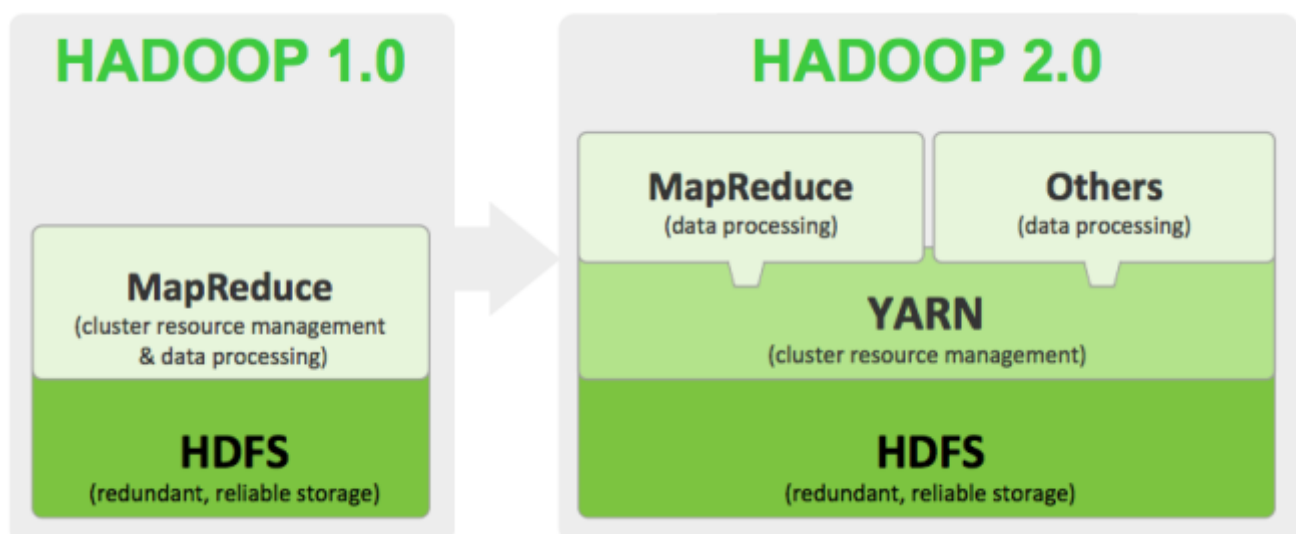 HADOOP 1.0
MapReduce
(cluster resource management
& data processing)
HDFS
(redundant, reliable storage)
HADOOP 2.0
MapReduce
(data processing)
Others
(data processing)
YARN
(cluster resource management)
HDFS
(redundant, reliable storage)